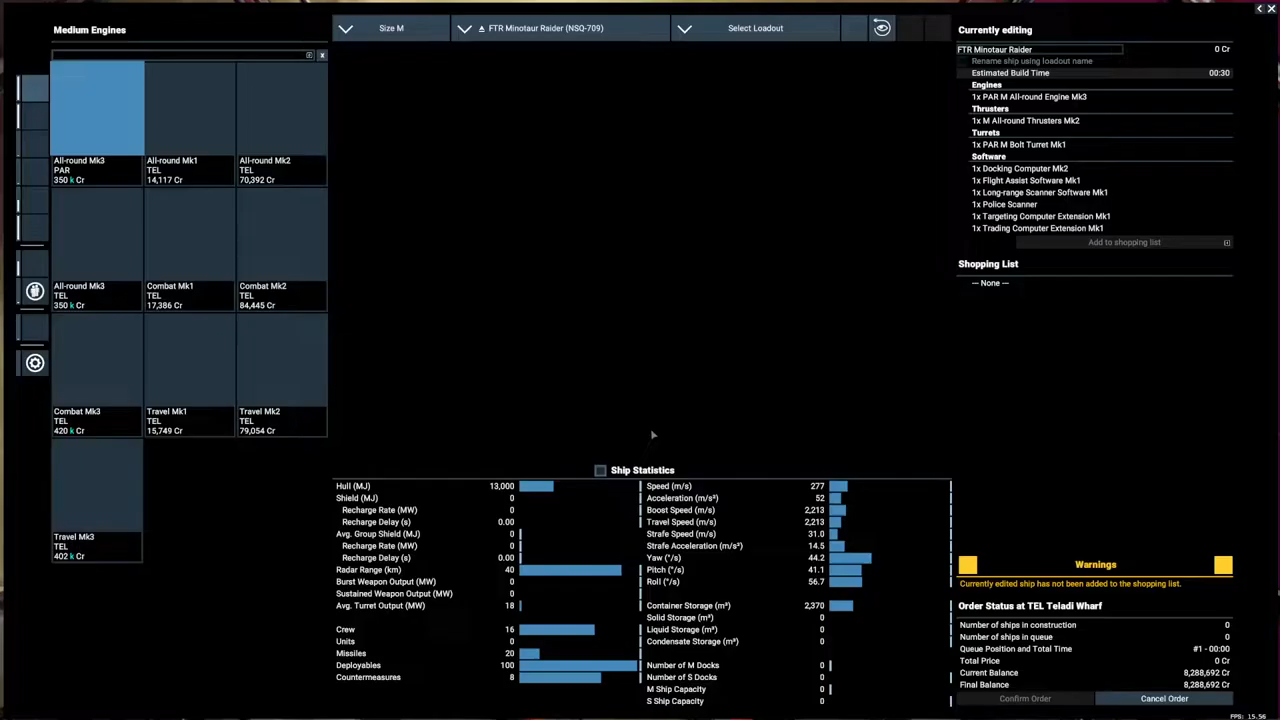 Medium Engines
x
All-round Mk3
PAR
350 k Cr
All-round Mk1
TEL
14,117 Cr
All-round Mk2
TEL
70,392 Cr
All-round Mk3
TEL
350 k Cr
Combat Mk1
TEL
17,386 Cr
Combat Mk2
TEL
84,445 Cr
Combat Mk3
TEL
420 k Cr
Travel Mk1
TEL
15,749 Cr
Travel Mk2
TEL
79,054 Cr
Travel Mk3
TEL
402 k Cr
Size M
FTR Minotaur Raider (NSQ-709)
Select Loadout
Ship Statistics
Hull (MJ) 13,000
Shield (MJ) 0
Recharge Rate (MW) 0
Recharge Delay (s) 0.00
Avg. Group Shield (MJ) 0
Recharge Rate (MW) 0
Recharge Delay (s) 0.00
Radar Range (km) 40
Burst Weapon Output (MW) 0
Sustained Weapon Output (MW) 0
Avg. Turret Output (MW) 18
Crew 16
Units 0
Missiles 20
Deployables 100
Countermeasures 8
Speed (m/s) 277
Acceleration (m/s²) 52
Boost Speed (m/s) 2,213
Travel Speed (m/s) 2,213
Strafe Speed (m/s) 31.0
Strafe Acceleration (m/s²) 14.5
Yaw (°/s) 44.2
Pitch (°/s) 41.1
Roll (°/s) 56.7
Container Storage (m³) 2,370
Solid Storage (m³) 0
Liquid Storage (m³) 0
Condensate Storage (m³) 0
Number of M Docks 0
Number of S Docks 0
M Ship Capacity 0
S Ship Capacity 0
Currently editing
FTR Minotaur Raider 0 Cr
Rename ship using loadout name
Estimated Build Time 00:30
Engines
1x PAR M All-round Engine Mk3
Thrusters
1x M All-round Thrusters Mk2
Turrets
1x PAR M Bolt Turret Mk1
Software
1x Docking Computer Mk2
1x Flight Assist Software Mk1
1x Long-range Scanner Software Mk1
1x Police Scanner
1x Targeting Computer Extension Mk1
1x Trading Computer Extension Mk1
Add to shopping list
Shopping List
— None —
Warnings
Currently edited ship has not been added to the shopping list.
Order Status at TEL Teladi Wharf
Number of ships in construction 0
Number of ships in queue 0
Queue Position and Total Time #1 - 00:00
Total Price 0 Cr
Current Balance 8,288,692 Cr
Final Balance 8,288,692 Cr
Confirm Order
Cancel Order
FPS: 15.56